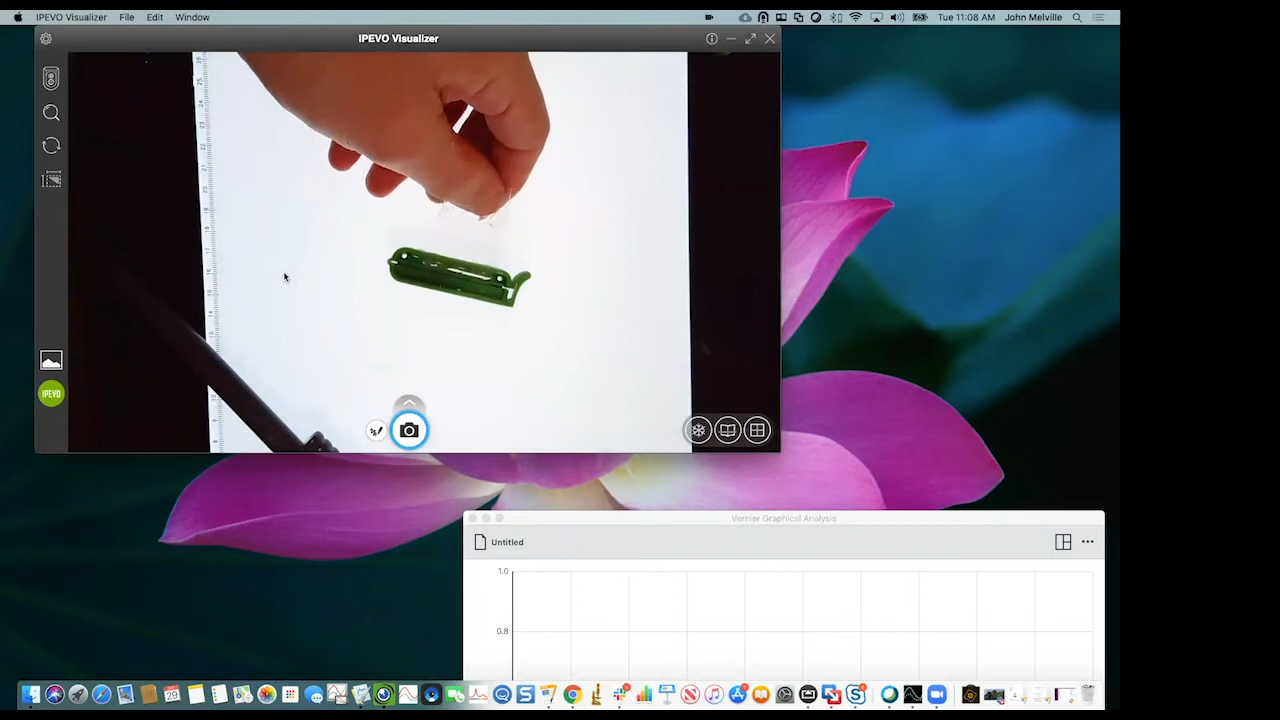 IPEVO Visualizer File Edit Window Tue 11:08 AM John Melville
IPEVO Visualizer
IPEVO
Vernier Graphical Analysis
Untitled
1.0
0.8